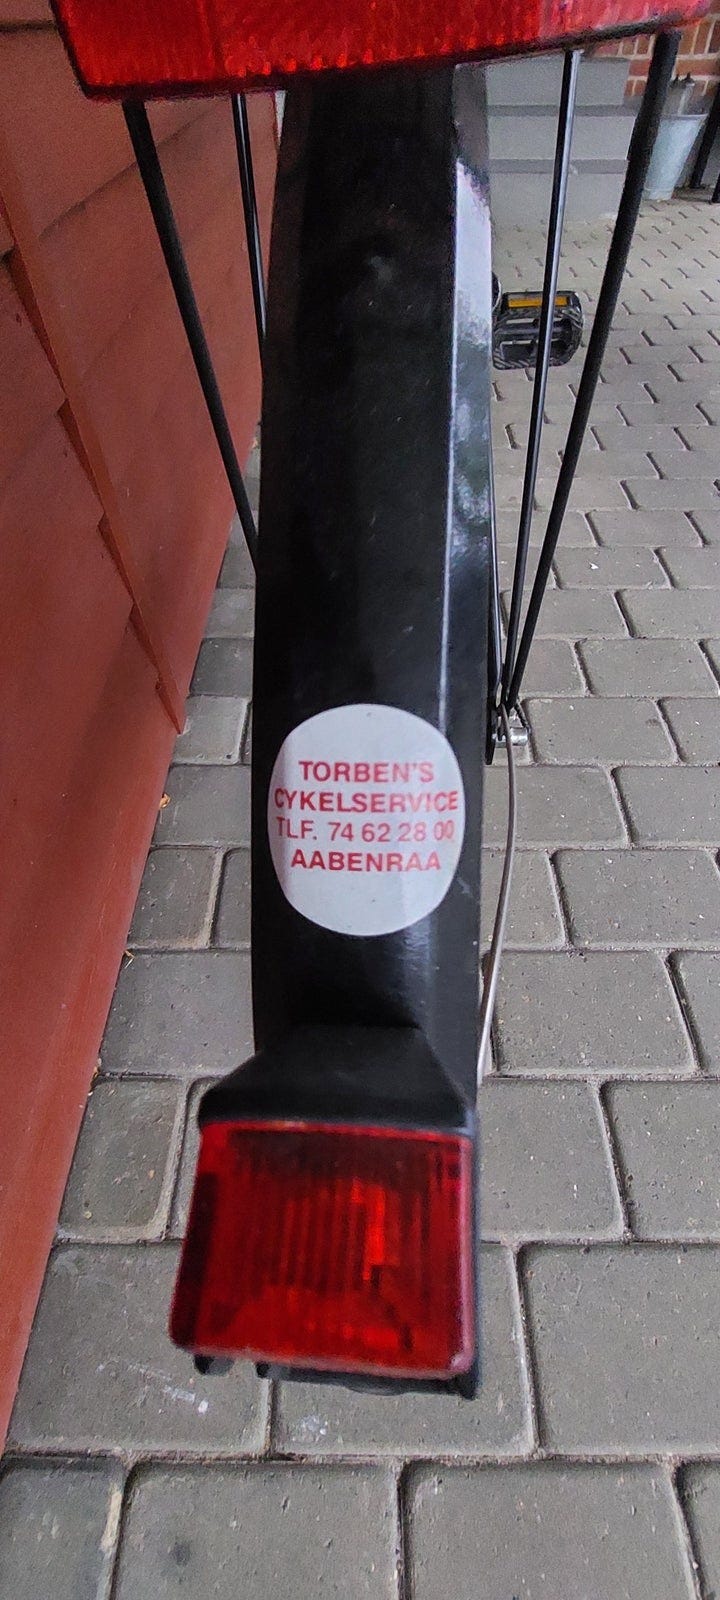 TORBEN'S
CYKELSERVICE
TLF. 74 62 28 00
AABENRAA